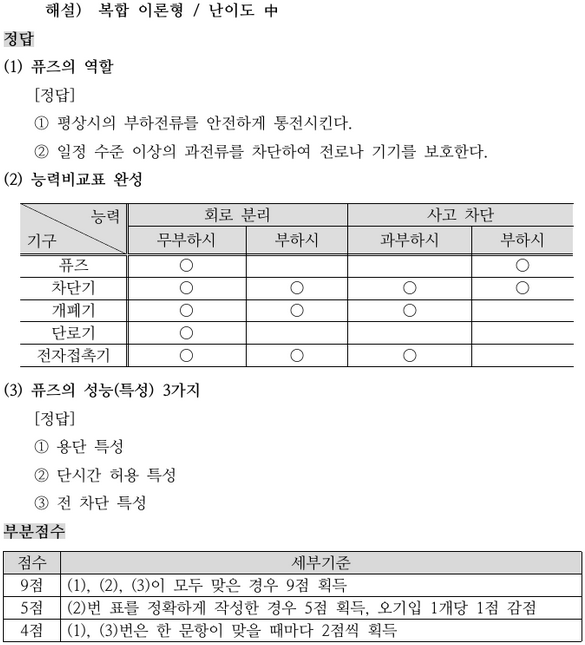 해설) 복합 이론형 / 난이도 中
정답
(1) 퓨즈의 역할
[정답]
① 평상시의 부하전류를 안전하게 통전시킨다.
② 일정 수준 이상의 과전류를 차단하여 전로나 기기를 보호한다.
(2) 능력비교표 완성
능력 회로 분리 사고 차단
기구 무부하시 부하시 과부하시 부하시
퓨즈 ○ ○
차단기 ○ ○ ○ ○
개폐기 ○ ○ ○
단로기 ○
전자접촉기 ○ ○ ○
(3) 퓨즈의 성능(특성) 3가지
[정답]
① 용단 특성
② 단시간 허용 특성
③ 전 차단 특성
부분점수
점수 세부기준
9점 (1), (2), (3)이 모두 맞은 경우 9점 획득
5점 (2)번 표를 정확하게 작성한 경우 5점 획득, 오기입 1개당 1점 감점
4점 (1), (3)번은 한 문항이 맞을 때마다 2점씩 획득